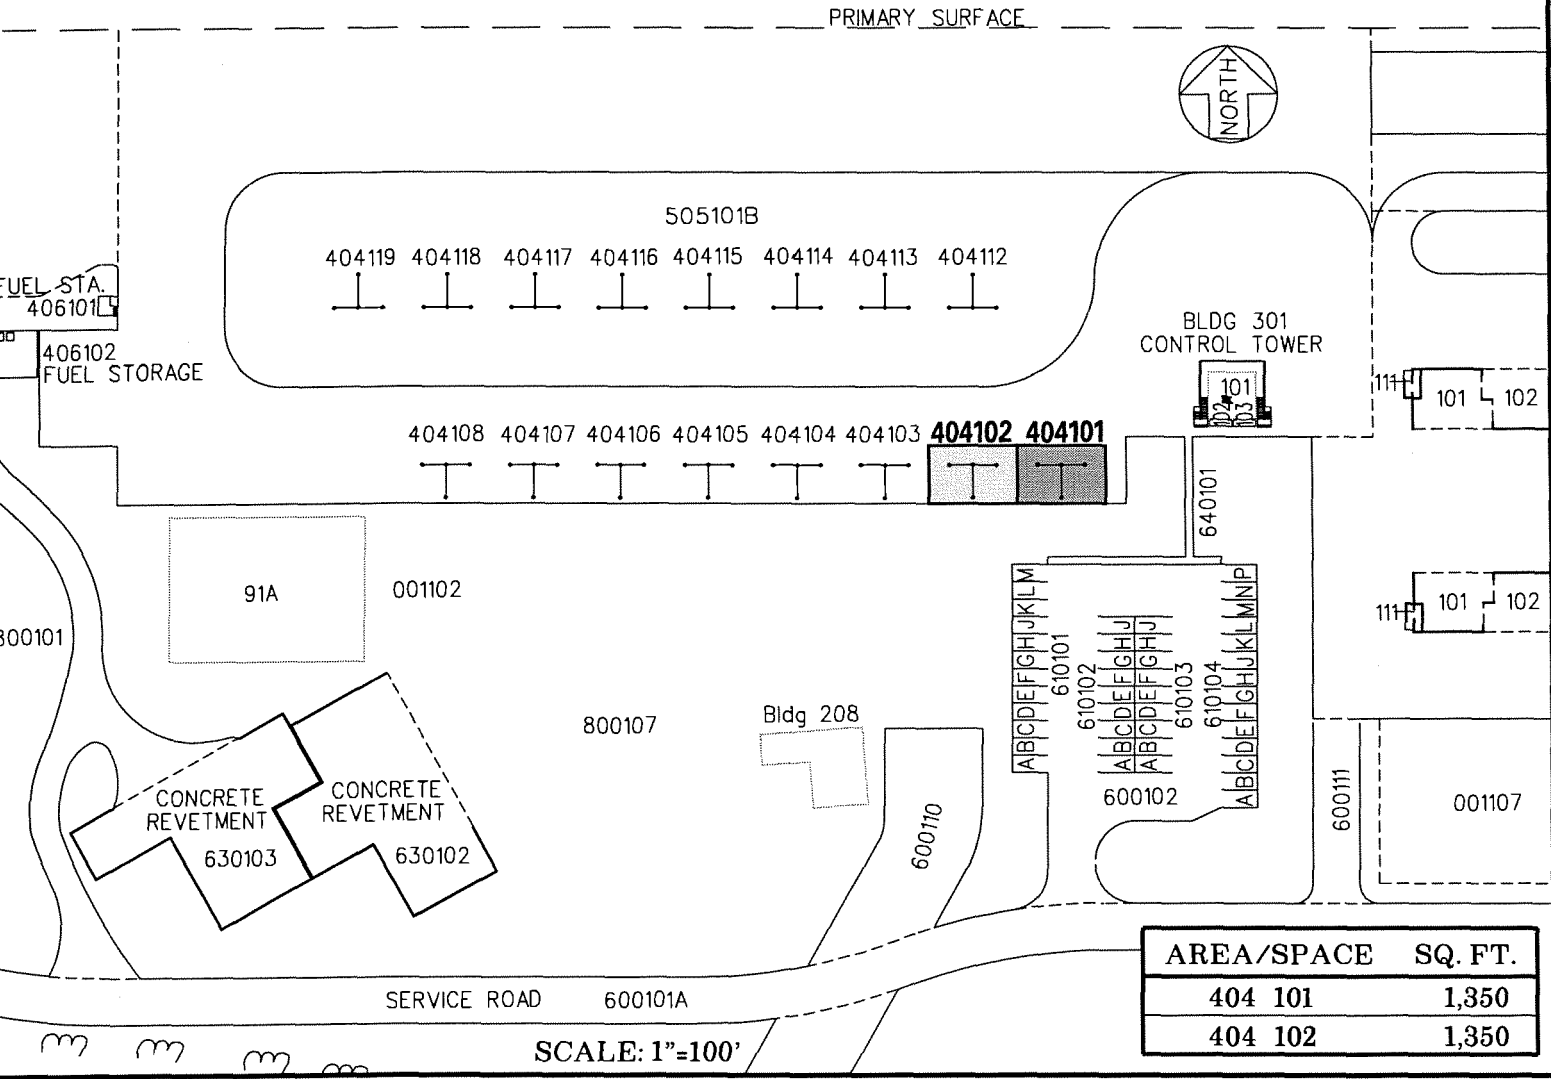 PRIMARY SURFACE
NORTH
505101B
404119 404118 404117 404116 404115 404114 404113 404112
FUEL STA.
406101
406102
FUEL STORAGE
BLDG 301
CONTROL TOWER
101
D2 D3
111 101 102
404108 404107 404106 404105 404104 404103 404102 404101
640101
91A
001102
800101
111 101 102
M
L
K
J
H
G
F
E
D
C
B
A
610101
610102
J
H
G
F
E
D
C
B
A
J
H
G
F
E
D
C
B
A
610103
610104
P
N
M
L
K
J
H
G
F
E
D
C
B
A
600102
800107
Bldg 208
600110
600111
001107
CONCRETE
REVETMENT
630103
CONCRETE
REVETMENT
630102
SERVICE ROAD 600101A
SCALE: 1"=100'
AREA/SPACE SQ. FT.
404 101 1,350
404 102 1,350